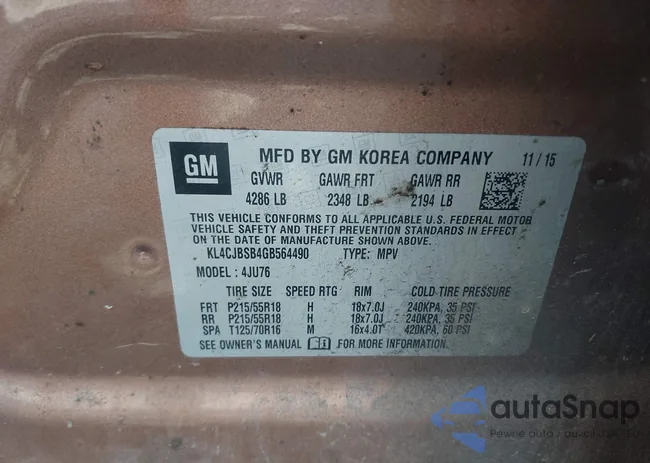 GM
MFD BY GM KOREA COMPANY 11/15
GVWR GAWR FRT GAWR RR
4286 LB 2348 LB 2194 LB
THIS VEHICLE CONFORMS TO ALL APPLICABLE U.S. FEDERAL MOTOR
VEHICLE SAFETY AND THEFT PREVENTION STANDARDS IN EFFECT ON
THE DATE OF MANUFACTURE SHOWN ABOVE.
KL4CJBSB4GB564490 TYPE: MPV
MODEL : 4JU76
TIRE SIZE SPEED RTG RIM COLD TIRE PRESSURE
FRT P215/55R18 H 18x7.0J 240KPA, 35 PSI
RR P215/55R18 H 18x7.0J 240KPA, 35 PSI
SPA T125/70R16 M 16x4.0T 420KPA, 60 PSI
SEE OWNER'S MANUAL FOR MORE INFORMATION.
autaSnap
Pewne auto